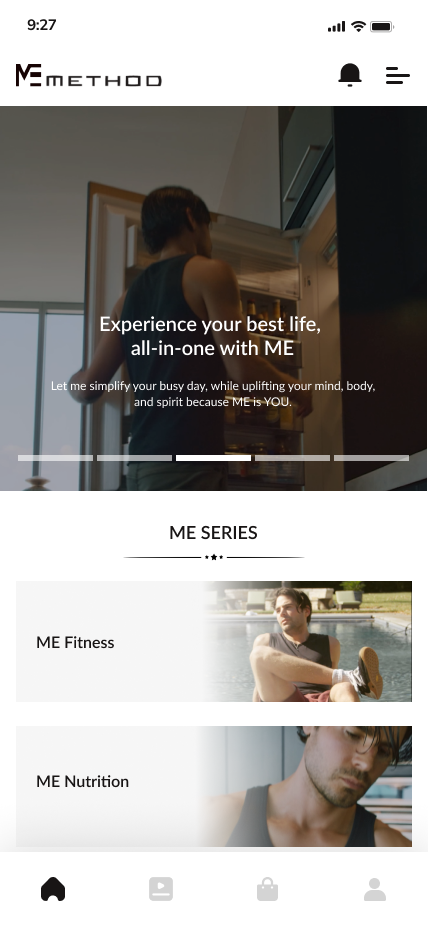 9:27
ME METHOD
Experience your best life,
all-in-one with ME
Let me simplify your busy day, while uplifting your mind, body,
and spirit because ME is YOU.
ME SERIES
ME Fitness
ME Nutrition